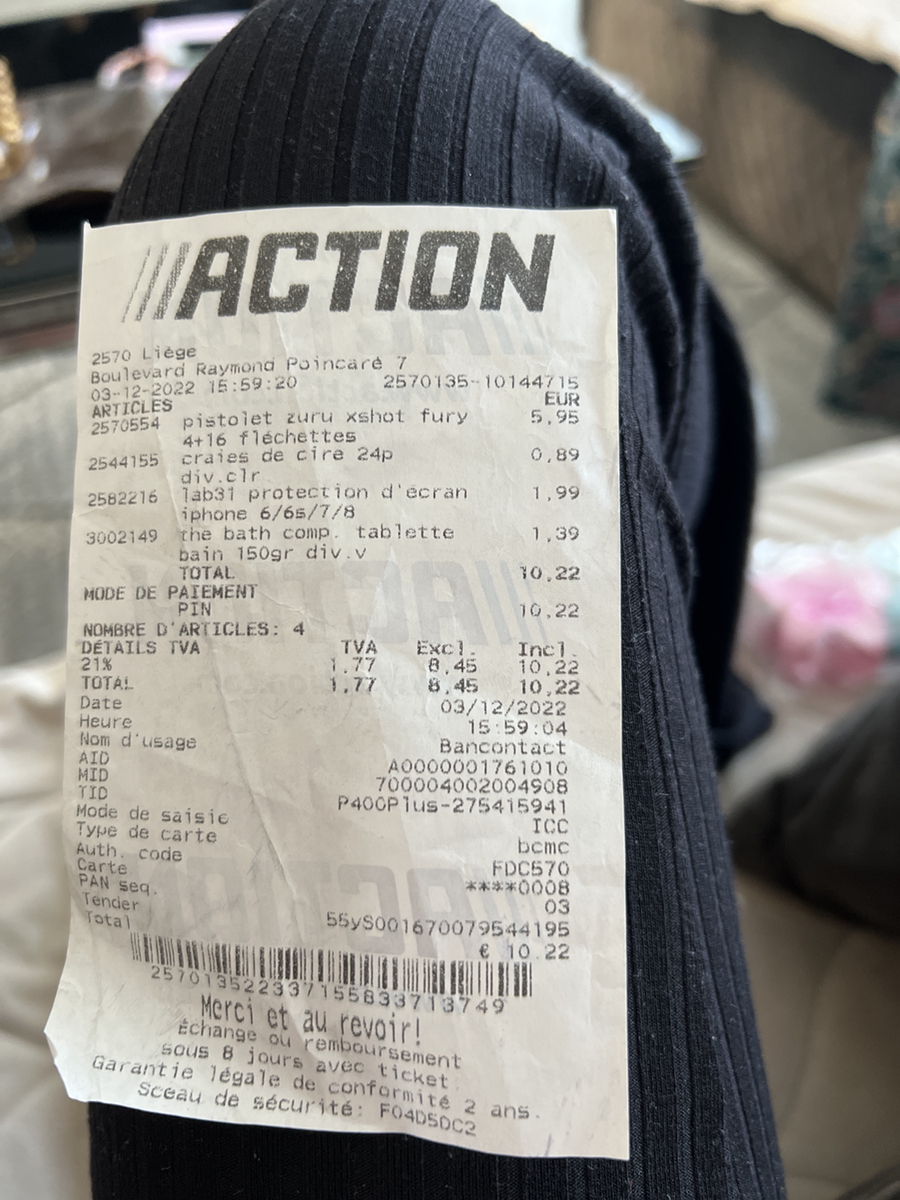 ///ACTION
2570 Liège
Boulevard Raymond Poincaré 7
03-12-2022 15:59:20 2570135-10144715
ARTICLES EUR
2570554 pistolet zuru xshot fury 5,95
4+16 fléchettes
2544155 craies de cire 24p 0,89
div.clr
2582216 lab31 protection d'écran 1,99
iphone 6/6s/7/8
3002149 the bath comp. tablette 1,39
bain 150gr div.v
TOTAL 10,22
MODE DE PAIEMENT
PIN 10,22
NOMBRE D'ARTICLES: 4
DÉTAILS TVA TVA Excl. Incl.
21% 1,77 8,45 10,22
TOTAL 1,77 8,45 10,22
Date 03/12/2022
Heure 15:59:04
Nom d'usage Bancontact
AID A0000001761010
MID 700004002004908
TID P400Plus-275415941
Mode de saisie ICC
Type de carte bcmc
Auth. code FDC570
Carte ****0008
PAN seq. 03
Tender 55yS001670079544195
Total € 10.22
2570135223371558337 13749
Merci et au revoir!
Échange ou remboursement
sous 8 jours avec ticket.
Garantie légale de conformité 2 ans.
Sceau de sécurité: F04D50C2